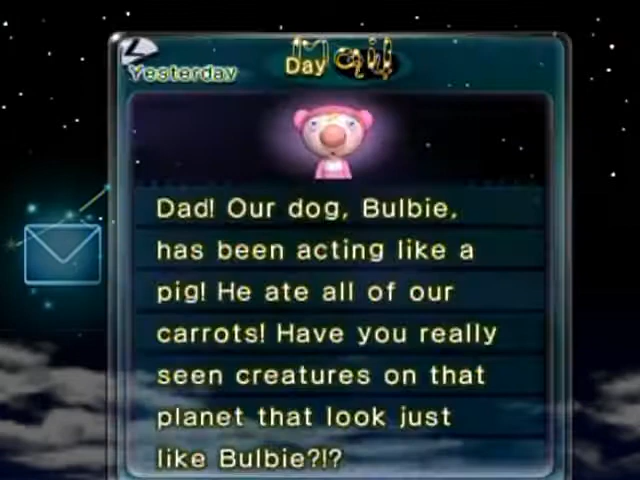 Yesterday
Day
Mail
Dad! Our dog, Bulbie,
has been acting like a
pig! He ate all of our
carrots! Have you really
seen creatures on that
planet that look just
like Bulbie?!?